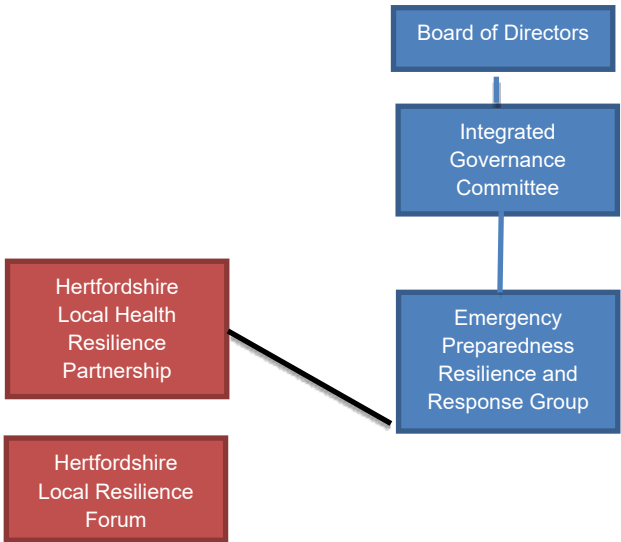 Board of Directors
Integrated
Governance
Committee
Hertfordshire
Local Health
Resilience
Partnership
Emergency
Preparedness
Resilience and
Response Group
Hertfordshire
Local Resilience
Forum